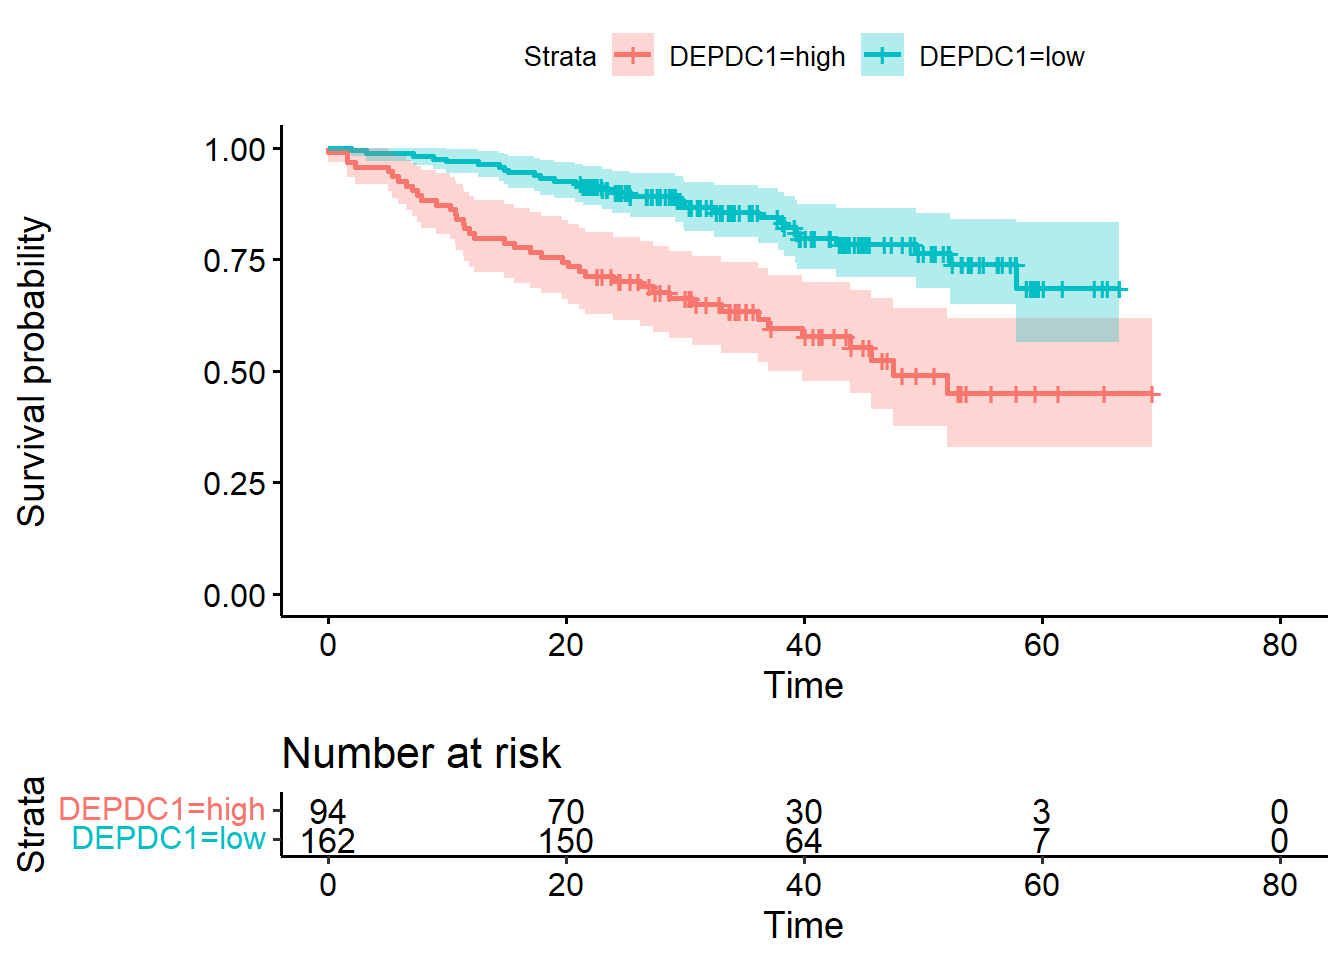 Strata DEPDC1=high DEPDC1=low
Survival probability
1.00
0.75
0.50
0.25
0.00
0 20 40 60 80
Time
Number at risk
Strata
DEPDC1=high 94 70 30 3 0
DEPDC1=low 162 150 64 7 0
0 20 40 60 80
Time